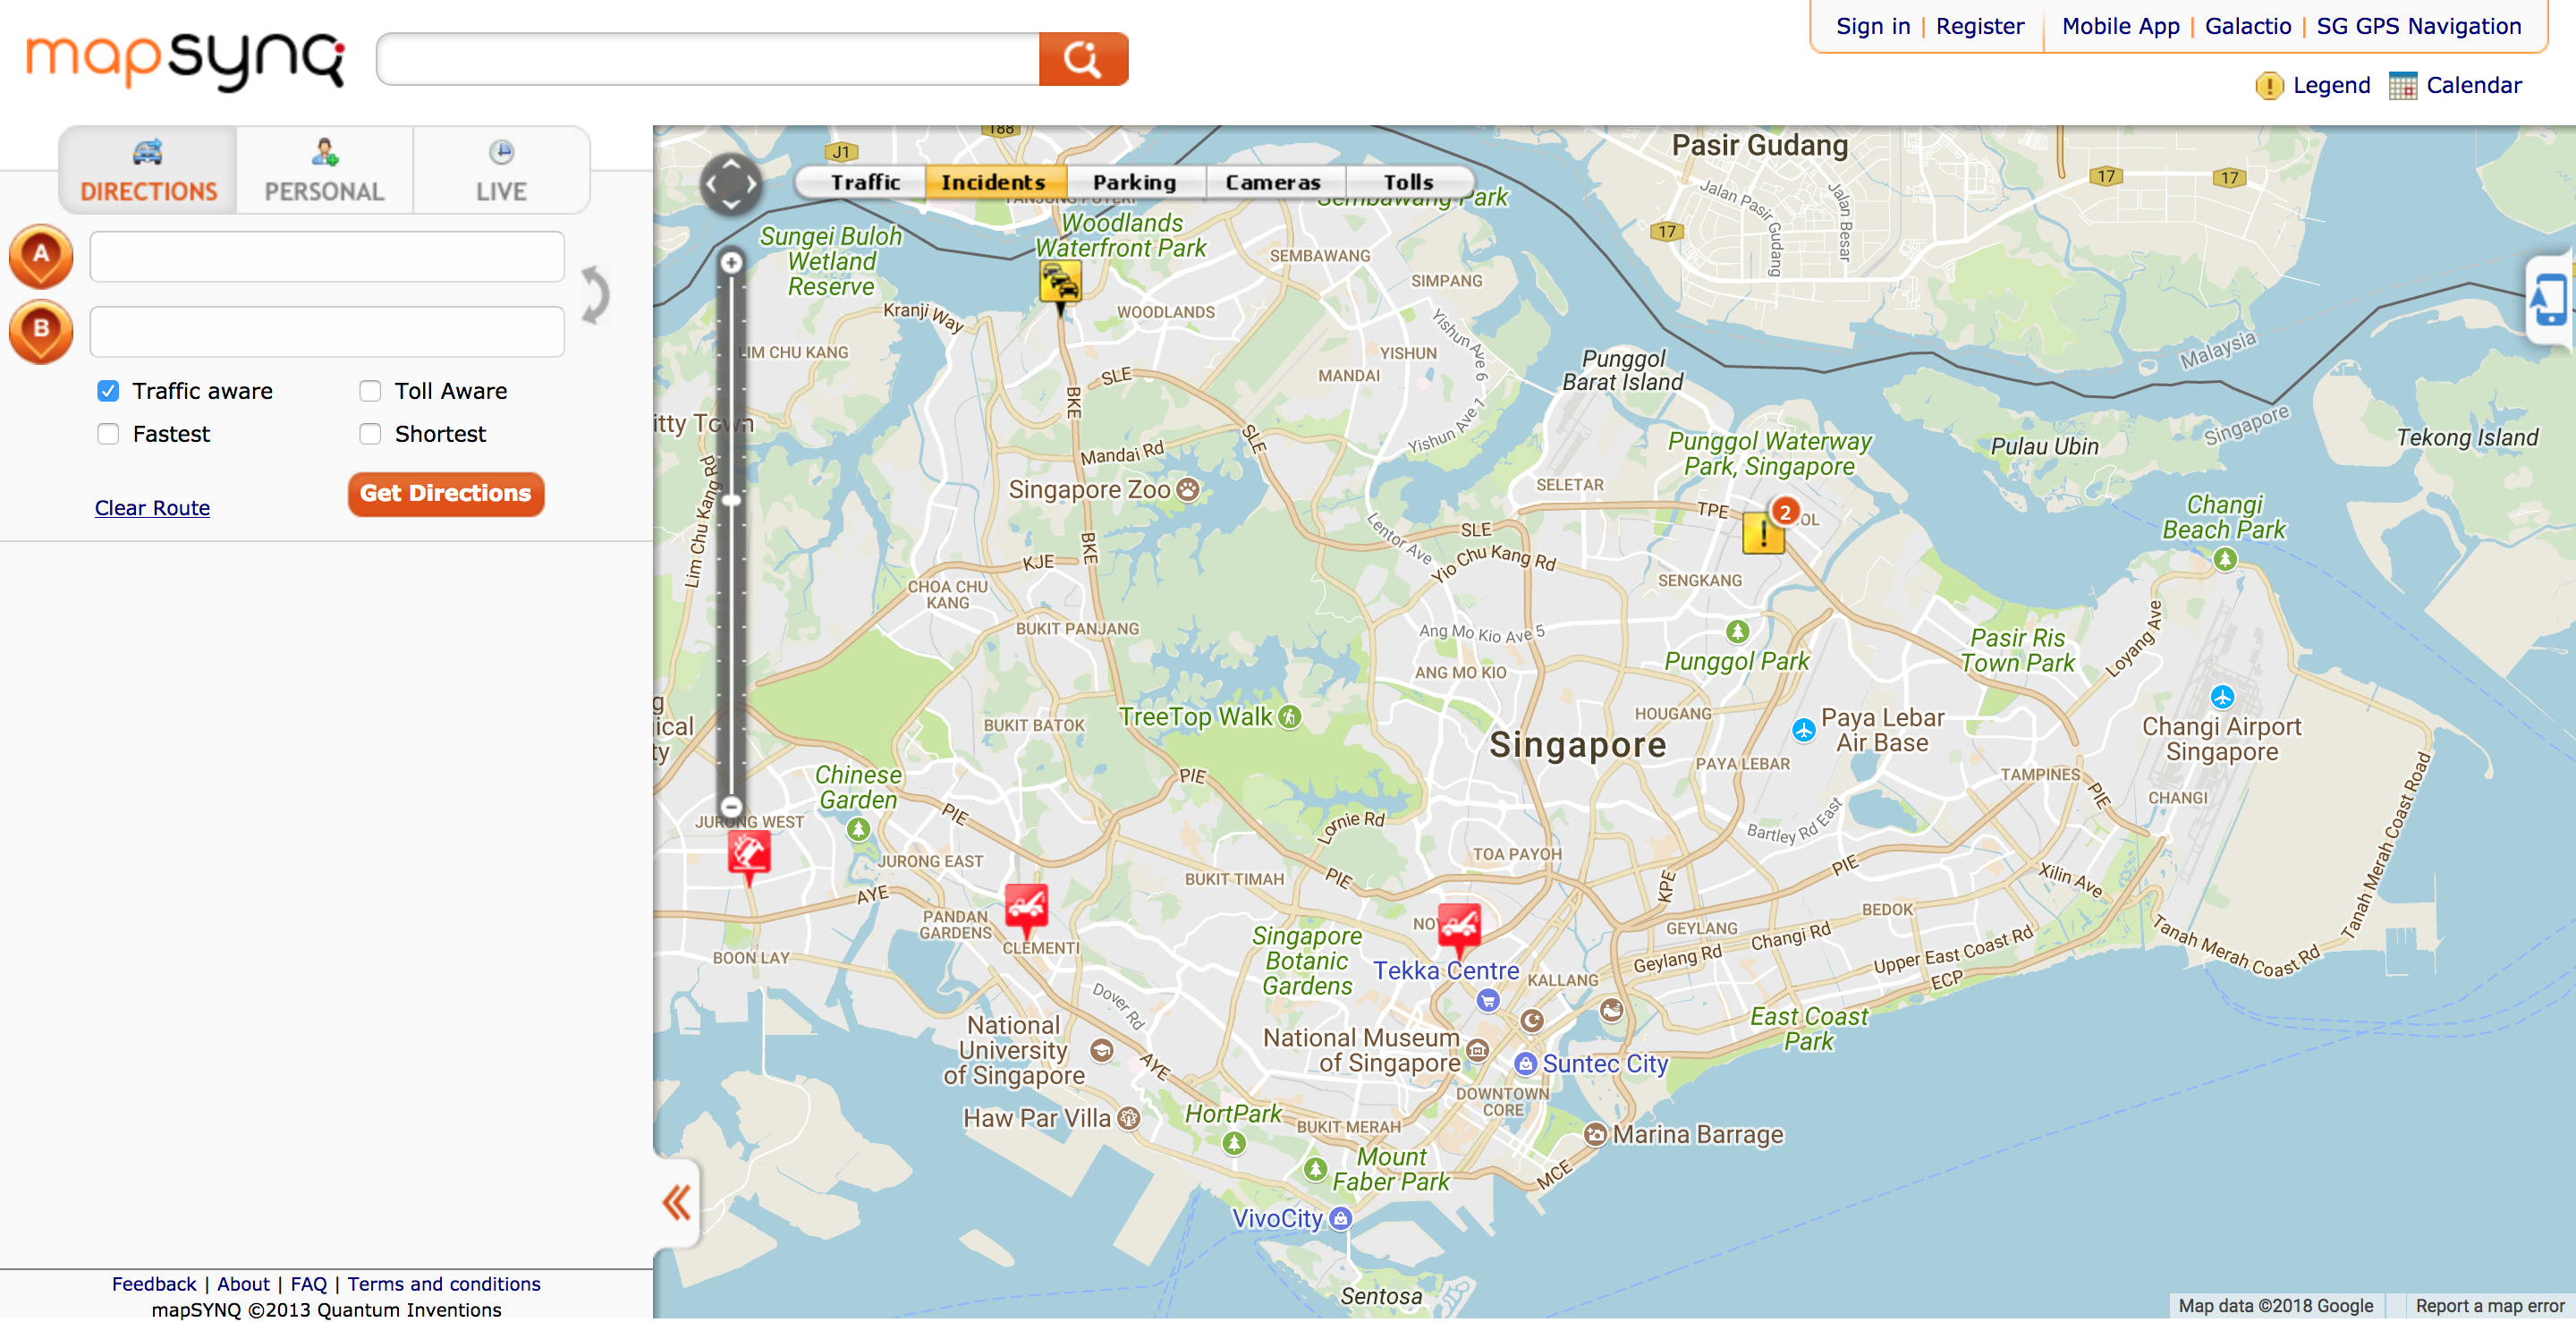 mapsynq
Sign in | Register
Mobile App | Galactio | SG GPS Navigation
Legend
Calendar
DIRECTIONS
PERSONAL
LIVE
A
B
Traffic aware
Toll Aware
Fastest
Shortest
Clear Route
Get Directions
Feedback | About | FAQ | Terms and conditions
mapSYNQ ©2013 Quantum Inventions
Traffic
Incidents
Parking
Cameras
Tolls
188
J1
Pasir Gudang
Jalan Pasir Gudang
Jalan Besar
17
17
17
Sembawang Park
Woodlands
Waterfront Park
Sungei Buloh
Wetland
Reserve
SEMBAWANG
SIMPANG
Kranji Way
WOODLANDS
LIM CHU KANG
YISHUN
Yishun Ave 6
MANDAI
Punggol
Barat Island
Malaysia
Singapore
SLE
BKE
Yishun Ave 1
SLE
Mandai Rd
Punggol Waterway
Park, Singapore
Pulau Ubin
Tekong Island
Singapore Zoo
SELETAR
TPE
2
Changi
Beach Park
Lim Chu Kang Rd
Lentor Ave
SLE
Yio Chu Kang Rd
BKE
KJE
SENGKANG
CHOA CHU
KANG
BUKIT PANJANG
Ang Mo Kio Ave 5
Punggol Park
Pasir Ris
Town Park
Loyang Ave
ANG MO KIO
TreeTop Walk
BUKIT BATOK
HOUGANG
Paya Lebar
Air Base
Changi Airport
Singapore
Singapore
PAYA LEBAR
TAMPINES
PIE
CHANGI
Chinese
Garden
PIE
PIE
JURONG WEST
Lornie Rd
Bartley Rd East
Tanah Merah Coast Road
JURONG EAST
TOA PAYOH
PIE
BUKIT TIMAH
PIE
KPE
Xilin Ave
AYE
PANDAN
GARDENS
CLEMENTI
BEDOK
GEYLANG
Changi Rd
Singapore
Botanic
Gardens
Tekka Centre
Geylang Rd
Upper East Coast Rd
Tanah Merah Coast Rd
BOON LAY
KALLANG
ECP
Dover Rd
East Coast
Park
National
University
of Singapore
National Museum
of Singapore
Suntec City
AYE
DOWNTOWN
CORE
Haw Par Villa
HortPark
BUKIT MERAH
Marina Barrage
Mount
Faber Park
MCE
VivoCity
Sentosa
Map data ©2018 Google
Report a map error